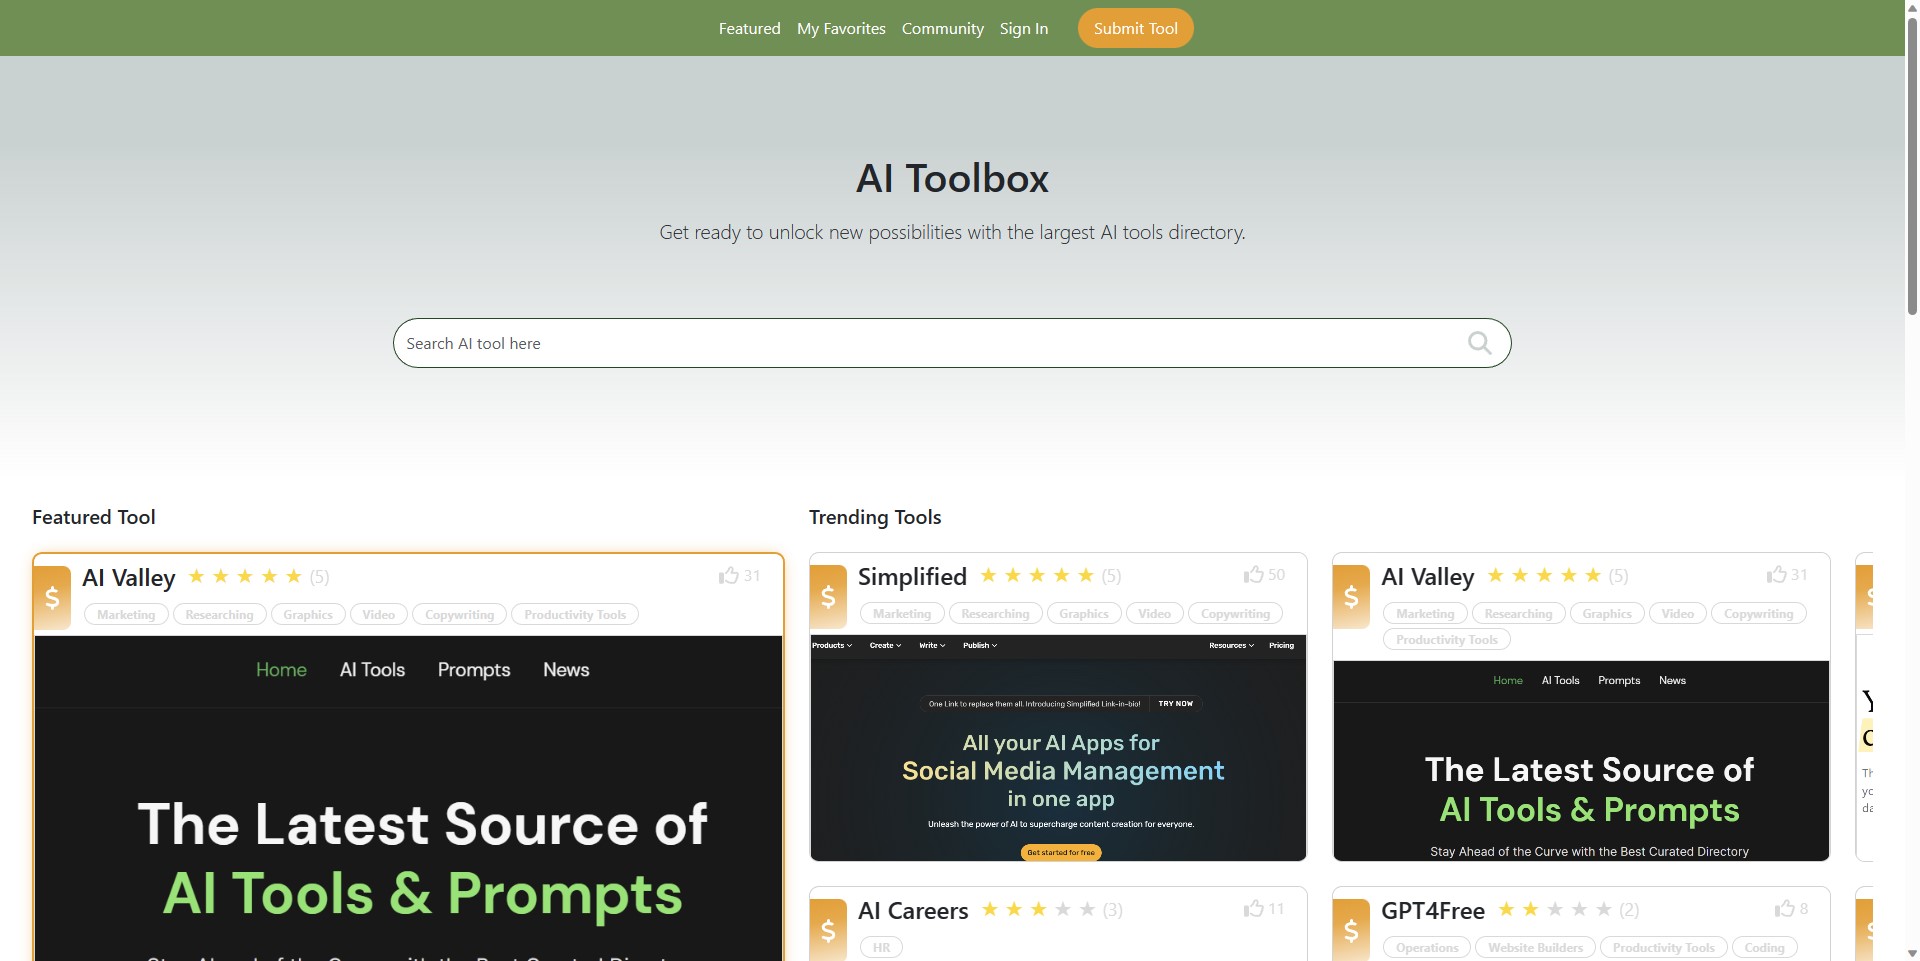 Featured My Favorites Community Sign In Submit Tool
AI Toolbox
Get ready to unlock new possibilities with the largest AI tools directory.
Search AI tool here
Featured Tool
$ AI Valley (5) 31
Marketing Researching Graphics Video Copywriting Productivity Tools
Home AI Tools Prompts News
The Latest Source of
AI Tools & Prompts
Trending Tools
$ Simplified (5) 50
Marketing Researching Graphics Video Copywriting
Products Create Write Publish Resources Pricing
One Link to replace them all. Introducing Simplified Link-in-bio! TRY NOW
All your AI Apps for
Social Media Management
in one app
Unleash the power of AI to supercharge content creation for everyone.
Get started for free
$ AI Valley (5) 31
Marketing Researching Graphics Video Copywriting
Productivity Tools
Home AI Tools Prompts News
The Latest Source of
AI Tools & Prompts
Stay Ahead of the Curve with the Best Curated Directory
$ AI Careers (3) 11
HR
$ GPT4Free (2) 8
Operations Website Builders Productivity Tools Coding